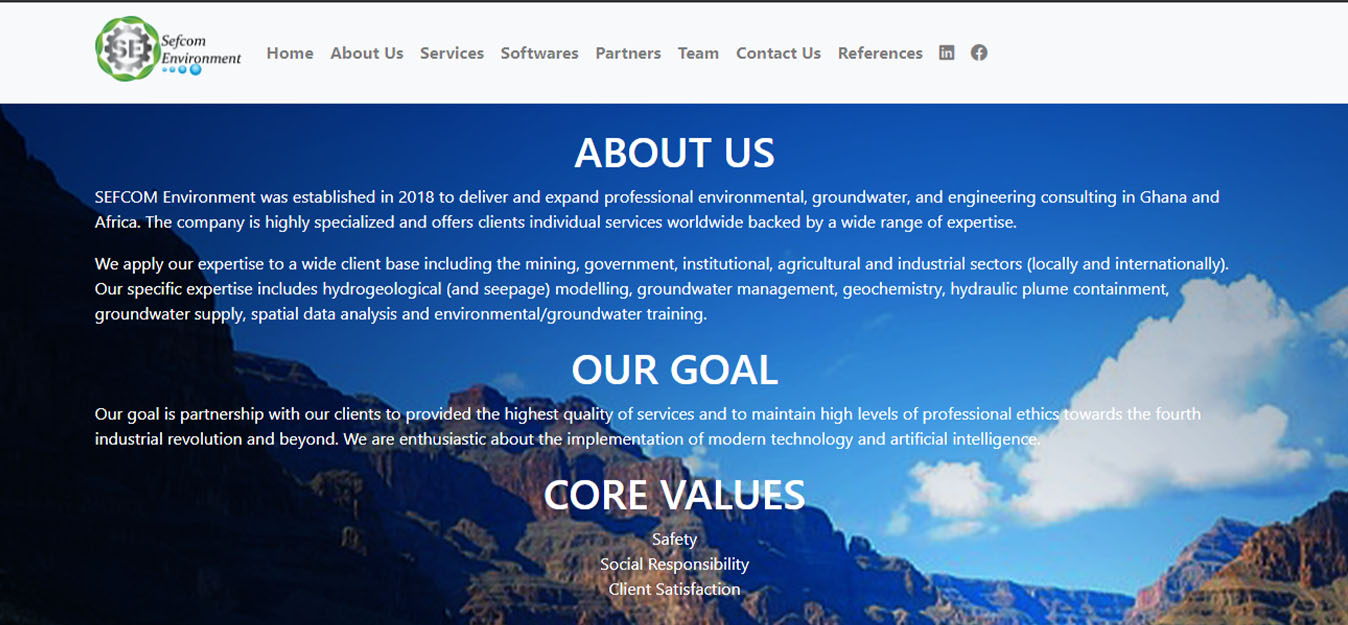 SE
Sefcom
Environment
Home About Us Services Softwares Partners Team Contact Us References
ABOUT US
SEFCOM Environment was established in 2018 to deliver and expand professional environmental, groundwater, and engineering consulting in Ghana and
Africa. The company is highly specialized and offers clients individual services worldwide backed by a wide range of expertise.
We apply our expertise to a wide client base including the mining, government, institutional, agricultural and industrial sectors (locally and internationally).
Our specific expertise includes hydrogeological (and seepage) modelling, groundwater management, geochemistry, hydraulic plume containment,
groundwater supply, spatial data analysis and environmental/groundwater training.
OUR GOAL
Our goal is partnership with our clients to provided the highest quality of services and to maintain high levels of professional ethics towards the fourth
industrial revolution and beyond. We are enthusiastic about the implementation of modern technology and artificial intelligence.
CORE VALUES
Safety
Social Responsibility
Client Satisfaction